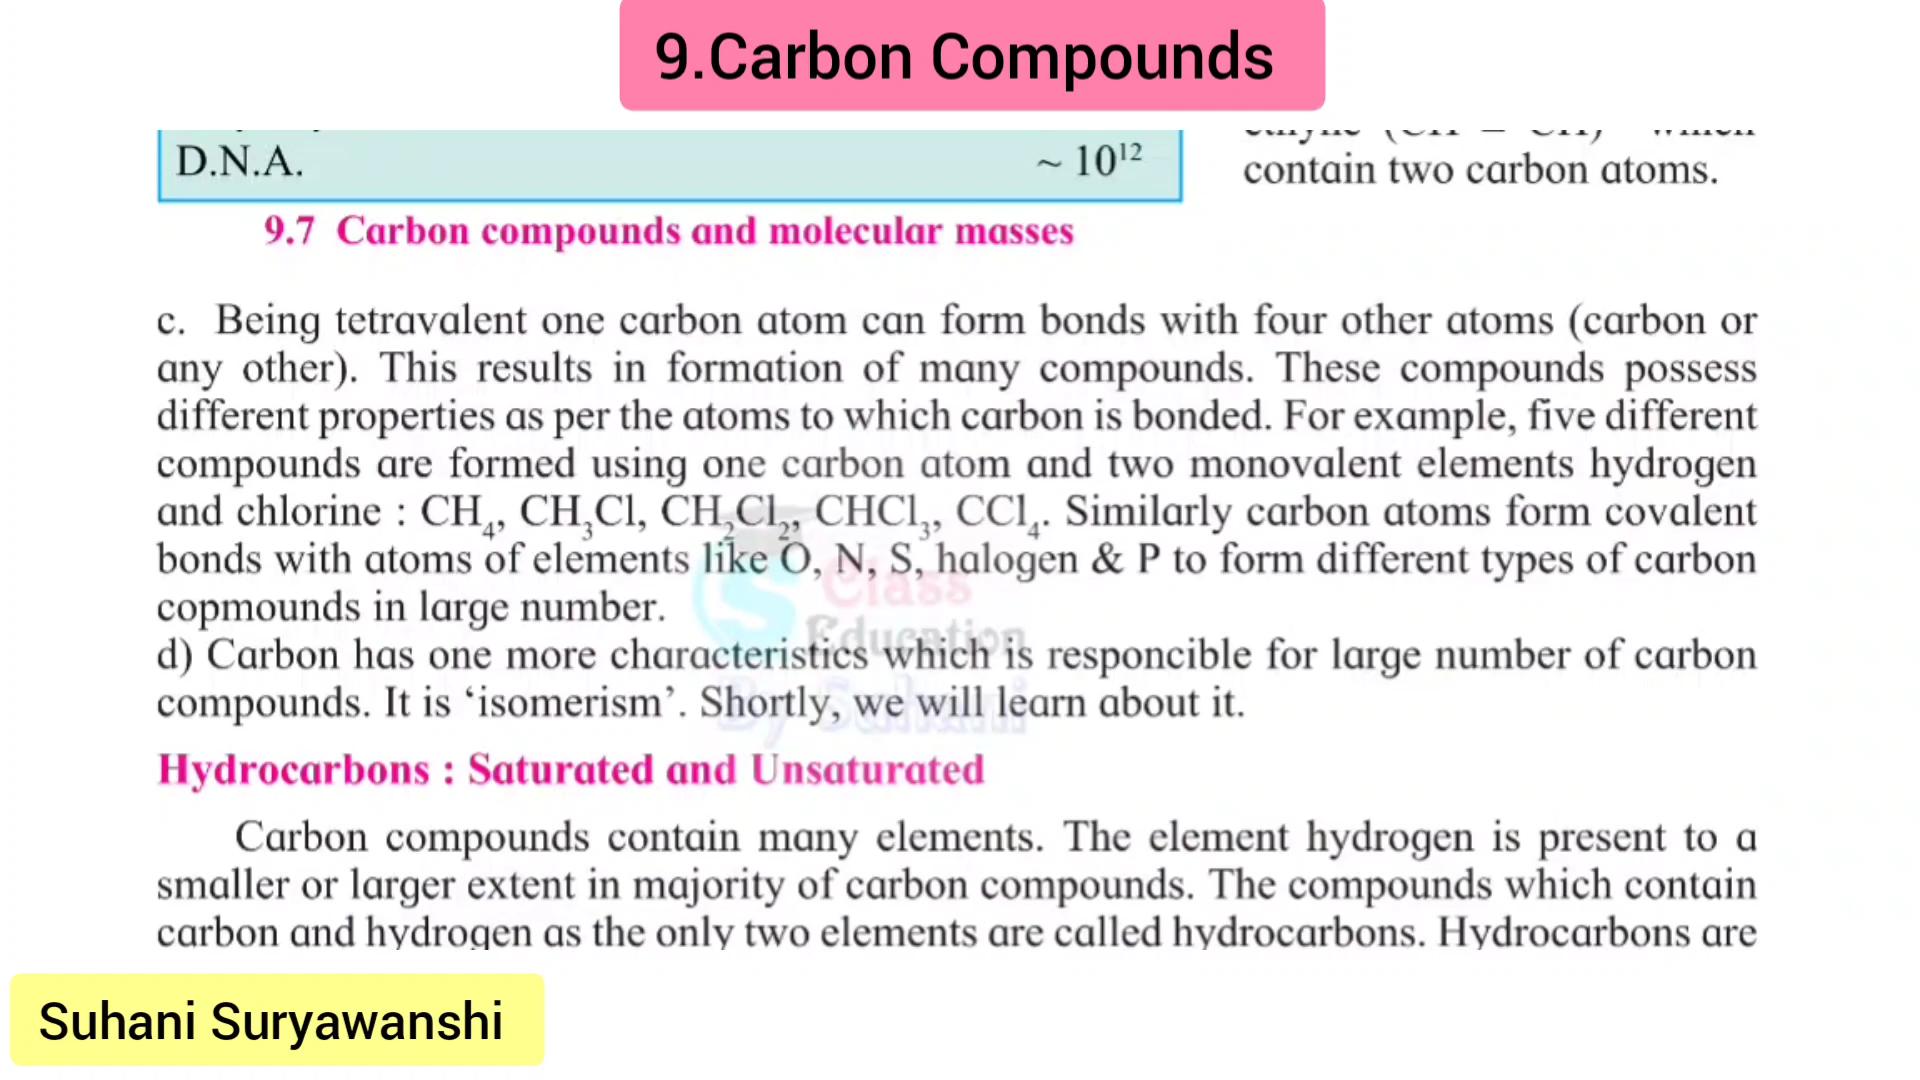 9.Carbon Compounds
D.N.A. ~ 10¹²
contain two carbon atoms.
9.7 Carbon compounds and molecular masses
c. Being tetravalent one carbon atom can form bonds with four other atoms (carbon or
any other). This results in formation of many compounds. These compounds possess
different properties as per the atoms to which carbon is bonded. For example, five different
compounds are formed using one carbon atom and two monovalent elements hydrogen
and chlorine : CH₄, CH₃Cl, CH₂Cl₂, CHCl₃, CCl₄. Similarly carbon atoms form covalent
bonds with atoms of elements like O, N, S, halogen & P to form different types of carbon
copmounds in large number.
d) Carbon has one more characteristics which is responcible for large number of carbon
compounds. It is ‘isomerism’. Shortly, we will learn about it.
Class
Education
By Suhani
Hydrocarbons : Saturated and Unsaturated
Carbon compounds contain many elements. The element hydrogen is present to a
smaller or larger extent in majority of carbon compounds. The compounds which contain
carbon and hydrogen as the only two elements are called hydrocarbons. Hydrocarbons are
Suhani Suryawanshi